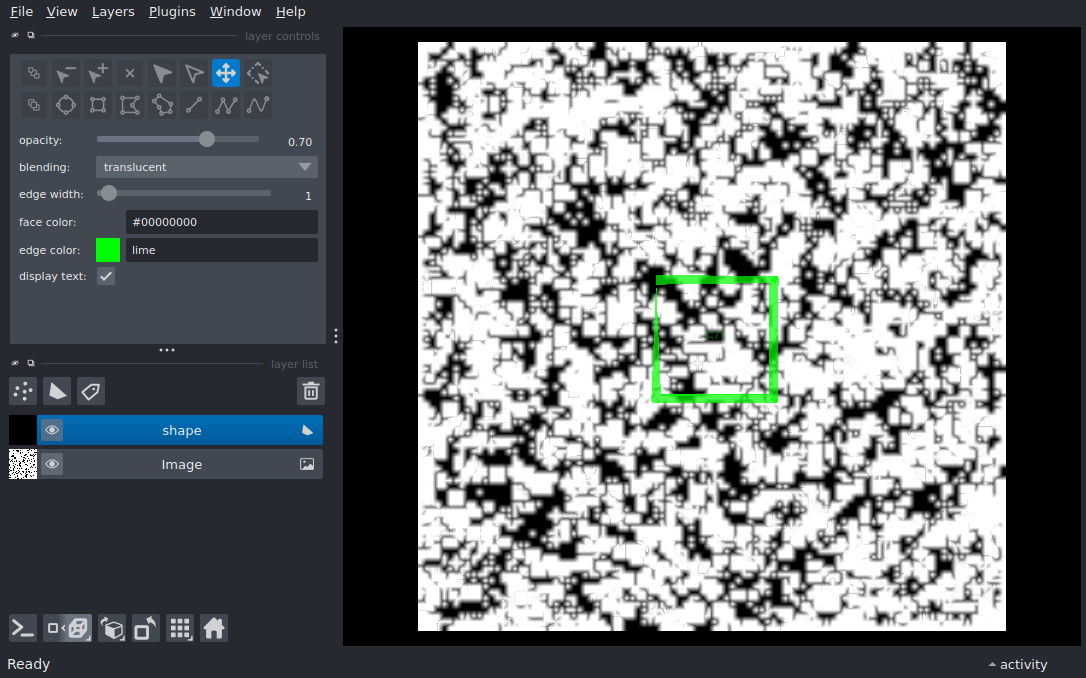 File View Layers Plugins Window Help
layer controls
opacity: 0.70
blending: translucent
edge width: 1
face color: #00000000
edge color: lime
display text:
layer list
shape
Image
Ready
activity